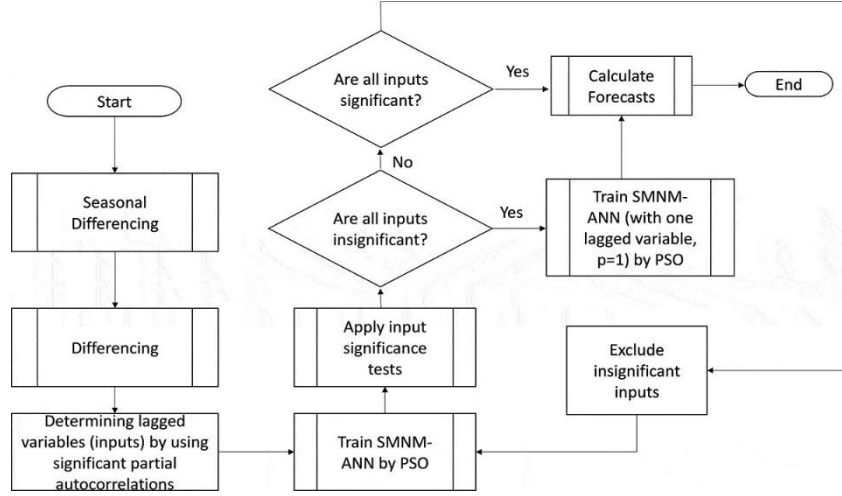 Start
Seasonal
Differencing
Differencing
Determining lagged
variables (inputs) by using
significant partial
autocorrelations
Train SMNM-
ANN by PSO
Apply input
significance
tests
Are all inputs
insignificant?
No
Yes
Are all inputs
significant?
Yes
Train SMNM-
ANN (with one
lagged variable,
p=1) by PSO
Calculate
Forecasts
End
Exclude
insignificant
inputs